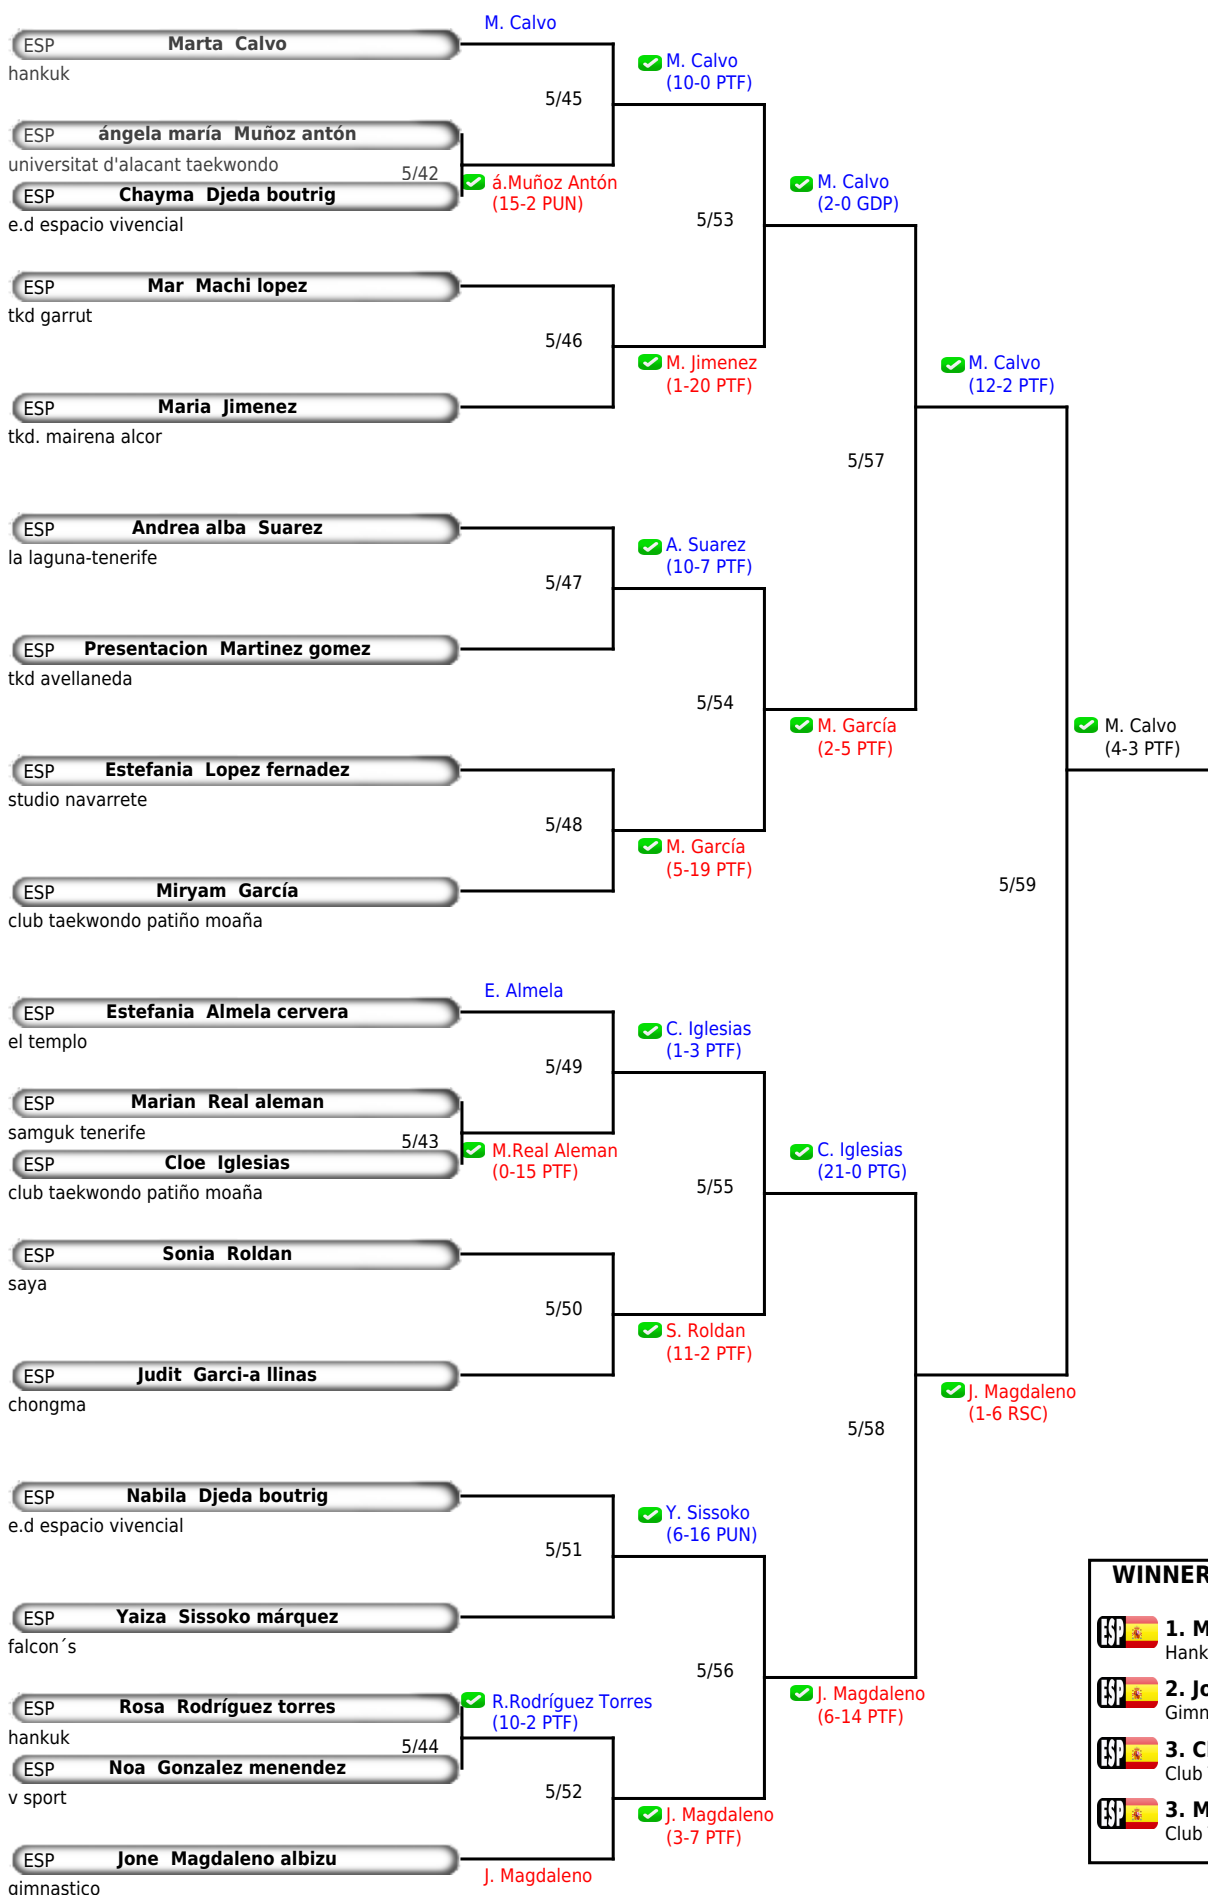 M. Calvo
ESP Marta Calvo
hankuk
M. Calvo
(10-0 PTF)
5/45
ESP ángela maría Muñoz antón
universitat d'alacant taekwondo
5/42
á.Muñoz Antón
(15-2 PUN)
ESP Chayma Djeda boutrig
e.d espacio vivencial
M. Calvo
(2-0 GDP)
5/53
ESP Mar Machi lopez
tkd garrut
5/46
M. Jimenez
(1-20 PTF)
M. Calvo
(12-2 PTF)
ESP Maria Jimenez
tkd. mairena alcor
5/57
ESP Andrea alba Suarez
la laguna-tenerife
A. Suarez
(10-7 PTF)
5/47
ESP Presentacion Martinez gomez
tkd avellaneda
5/54
M. García
(2-5 PTF)
M. Calvo
(4-3 PTF)
ESP Estefania Lopez fernadez
studio navarrete
5/48
M. García
(5-19 PTF)
ESP Miryam García
club taekwondo patiño moaña
5/59
E. Almela
ESP Estefania Almela cervera
el templo
C. Iglesias
(1-3 PTF)
5/49
ESP Marian Real aleman
samguk tenerife
5/43
M.Real Aleman
(0-15 PTF)
ESP Cloe Iglesias
club taekwondo patiño moaña
C. Iglesias
(21-0 PTG)
5/55
ESP Sonia Roldan
saya
5/50
S. Roldan
(11-2 PTF)
ESP Judit Garci-a llinas
chongma
J. Magdaleno
(1-6 RSC)
5/58
ESP Nabila Djeda boutrig
e.d espacio vivencial
Y. Sissoko
(6-16 PUN)
5/51
ESP Yaiza Sissoko márquez
falcon´s
5/56
ESP Rosa Rodríguez torres
hankuk
5/44
R.Rodríguez Torres
(10-2 PTF)
J. Magdaleno
(6-14 PTF)
ESP Noa Gonzalez menendez
v sport
5/52
J. Magdaleno
(3-7 PTF)
ESP Jone Magdaleno albizu
gimnastico
J. Magdaleno
WINNER
ESP 1. M
Hank
ESP 2. Jo
Gimn
ESP 3. Cl
Club
ESP 3. M
Club